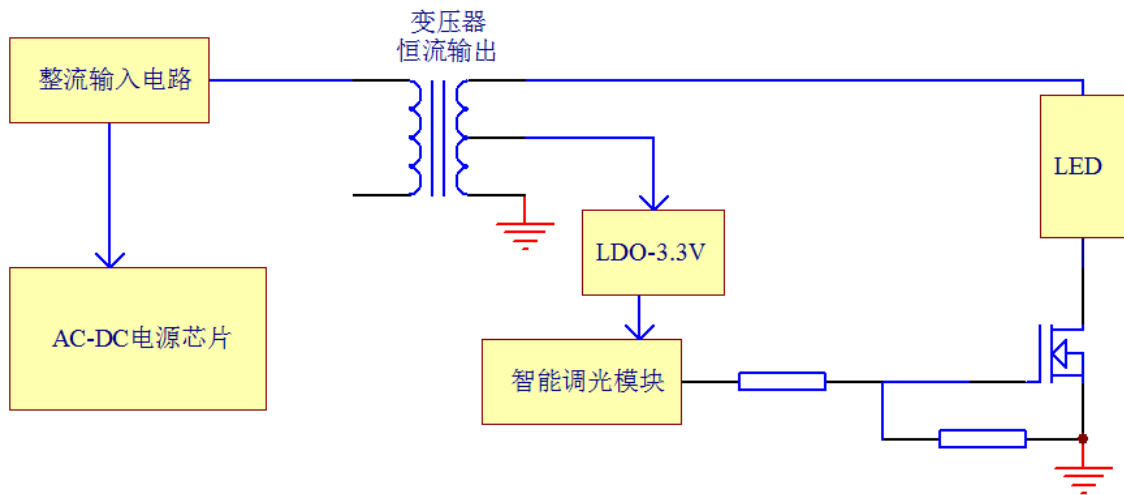 变压器
恒流输出
整流输入电路
LED
LDO-3.3V
AC-DC电源芯片
智能调光模块